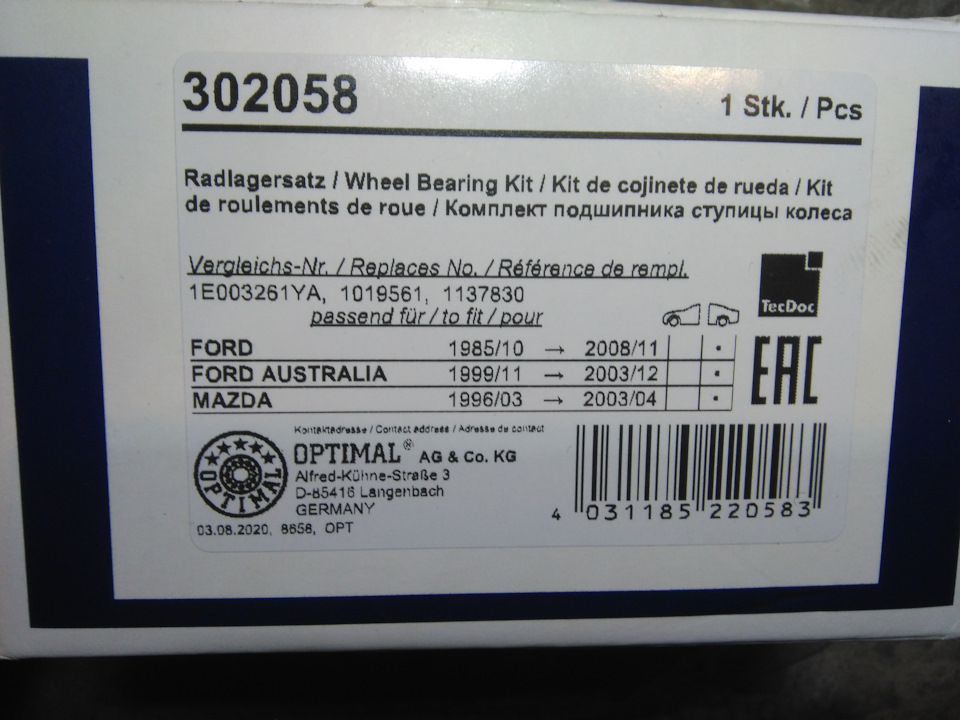 302058
1 Stk. / Pcs
Radlagersatz / Wheel Bearing Kit / Kit de cojinete de rueda / Kit
de roulements de roue / Комплект подшипника ступицы колеса
Vergleichs-Nr. / Replaces No. / Référence de rempl.
1E003261YA, 1019561, 1137830
passend für / to fit / pour
TecDoc
FORD 1985/10 → 2008/11 •
FORD AUSTRALIA 1999/11 → 2003/12 •
MAZDA 1996/03 → 2003/04 •
EAC
Kontaktadresse / Contact address / Adresse de contact
OPTIMAL
OPTIMAL® AG & Co. KG
Alfred-Kühne-Straße 3
D-85416 Langenbach
GERMANY
03.08.2020, 8658, OPT
4 031185 220583